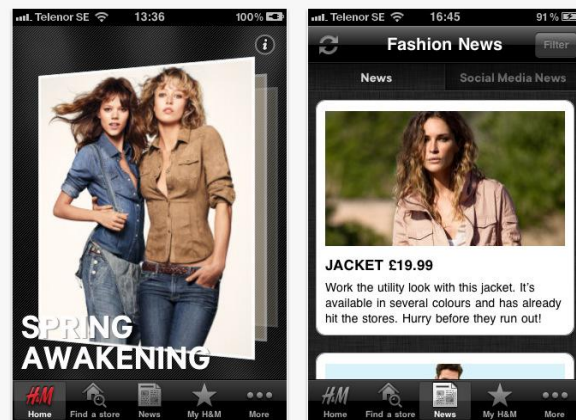 Telenor SE 13:36 100%
i
SPRING
AWAKENING
H&M
Home Find a store News My H&M More
Telenor SE 16:45 91 %
Fashion News Filter
News Social Media News
JACKET £19.99
Work the utility look with this jacket. It's
available in several colours and has already
hit the stores. Hurry before they run out!
H&M
Home Find a store News My H&M More